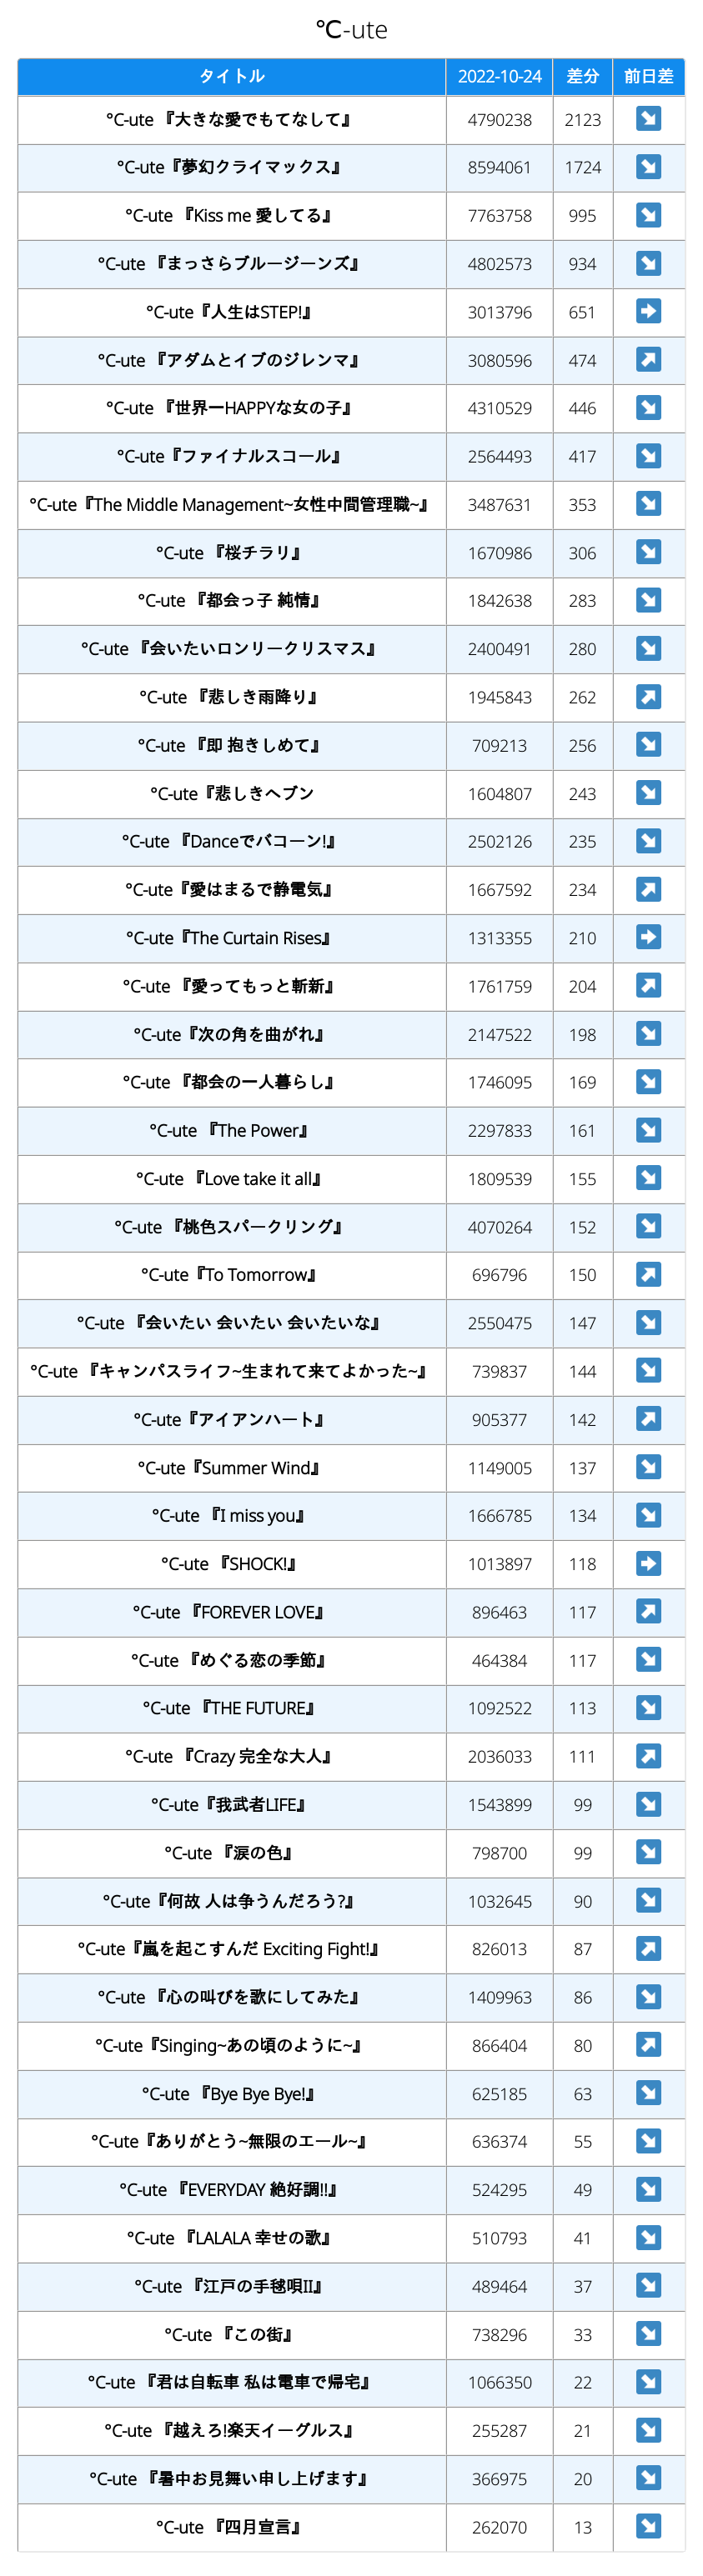 ℃-ute
タイトル 2022-10-24 差分 前日差
°C-ute 『大きな愛でもてなして』 4790238 2123
°C-ute『夢幻クライマックス』 8594061 1724
°C-ute 『Kiss me 愛してる』 7763758 995
°C-ute 『まっさらブルージーンズ』 4802573 934
°C-ute『人生はSTEP!』 3013796 651
°C-ute 『アダムとイブのジレンマ』 3080596 474
°C-ute 『世界一HAPPYな女の子』 4310529 446
°C-ute『ファイナルスコール』 2564493 417
°C-ute『The Middle Management~女性中間管理職~』 3487631 353
°C-ute 『桜チラリ』 1670986 306
°C-ute 『都会っ子 純情』 1842638 283
°C-ute 『会いたいロンリークリスマス』 2400491 280
°C-ute 『悲しき雨降り』 1945843 262
°C-ute 『即 抱きしめて』 709213 256
°C-ute『悲しきヘブン 1604807 243
°C-ute 『Danceでバコーン!』 2502126 235
°C-ute『愛はまるで静電気』 1667592 234
°C-ute『The Curtain Rises』 1313355 210
°C-ute 『愛ってもっと斬新』 1761759 204
°C-ute『次の角を曲がれ』 2147522 198
°C-ute 『都会の一人暮らし』 1746095 169
°C-ute 『The Power』 2297833 161
°C-ute 『Love take it all』 1809539 155
°C-ute 『桃色スパークリング』 4070264 152
°C-ute『To Tomorrow』 696796 150
°C-ute 『会いたい 会いたい 会いたいな』 2550475 147
°C-ute 『キャンパスライフ~生まれて来てよかった~』 739837 144
°C-ute『アイアンハート』 905377 142
°C-ute『Summer Wind』 1149005 137
°C-ute 『I miss you』 1666785 134
°C-ute 『SHOCK!』 1013897 118
°C-ute 『FOREVER LOVE』 896463 117
°C-ute 『めぐる恋の季節』 464384 117
°C-ute 『THE FUTURE』 1092522 113
°C-ute 『Crazy 完全な大人』 2036033 111
°C-ute『我武者LIFE』 1543899 99
°C-ute 『涙の色』 798700 99
°C-ute『何故 人は争うんだろう?』 1032645 90
°C-ute『嵐を起こすんだ Exciting Fight!』 826013 87
°C-ute 『心の叫びを歌にしてみた』 1409963 86
°C-ute『Singing~あの頃のように~』 866404 80
°C-ute 『Bye Bye Bye!』 625185 63
°C-ute『ありがとう~無限のエール~』 636374 55
°C-ute 『EVERYDAY 絶好調!!』 524295 49
°C-ute 『LALALA 幸せの歌』 510793 41
°C-ute 『江戸の手毬唄II』 489464 37
°C-ute 『この街』 738296 33
°C-ute 『君は自転車 私は電車で帰宅』 1066350 22
°C-ute 『越えろ!楽天イーグルス』 255287 21
°C-ute 『暑中お見舞い申し上げます』 366975 20
°C-ute 『四月宣言』 262070 13